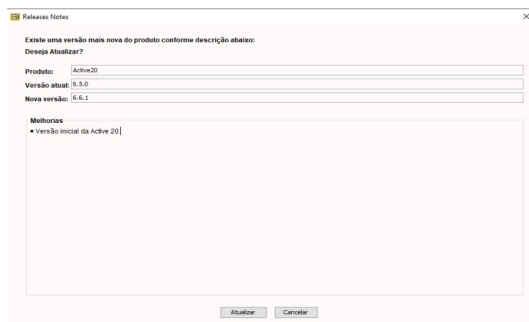 Releases Notes
Existe uma versão mais nova do produto conforme descrição abaixo:
Deseja Atualizar?
Produto: Active20
Versão atual: 6.5.0
Nova versão: 6.6.1
Melhorias
• Versão inicial da Active 20.
Atualizar Cancelar